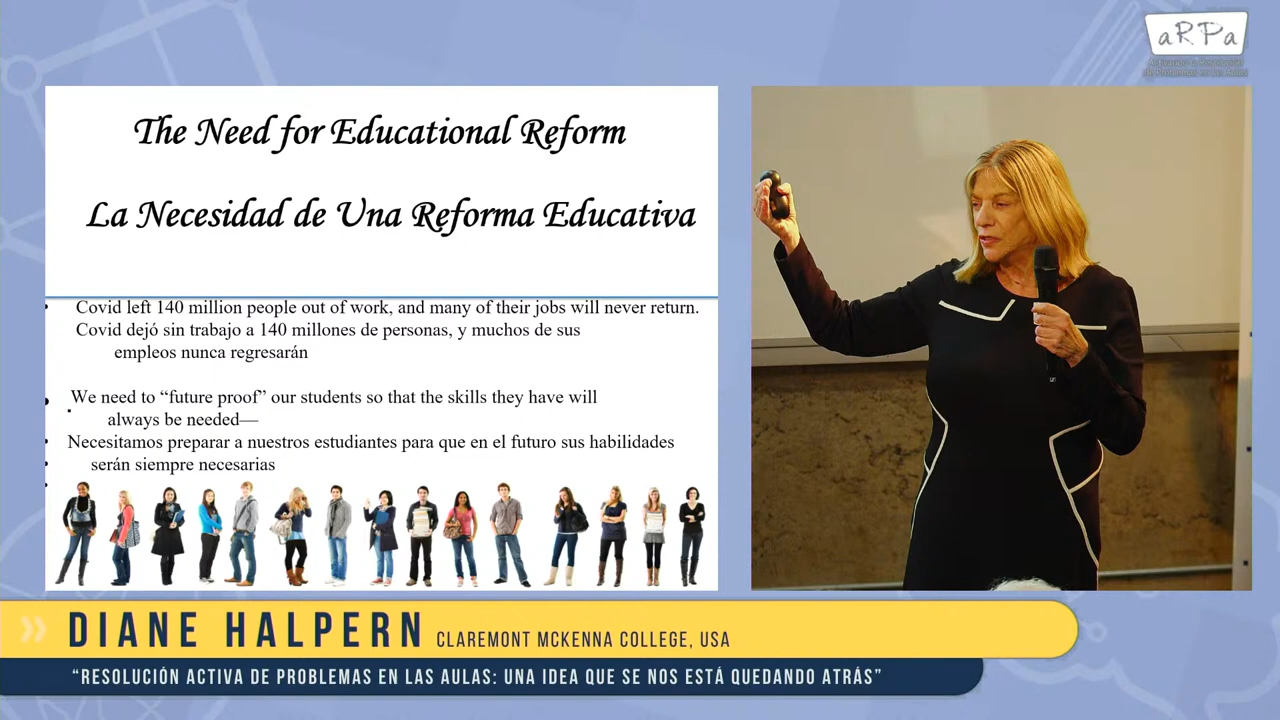 aRPa
The Need for Educational Reform
La Necesidad de Una Reforma Educativa
Covid left 140 million people out of work, and many of their jobs will never return.
Covid dejó sin trabajo a 140 millones de personas, y muchos de sus
empleos nunca regresarán
We need to “future proof” our students so that the skills they have will
always be needed—
Necesitamos preparar a nuestros estudiantes para que en el futuro sus habilidades
serán siempre necesarias
DIANE HALPERN CLAREMONT MCKENNA COLLEGE, USA
“RESOLUCIÓN ACTIVA DE PROBLEMAS EN LAS AULAS: UNA IDEA QUE SE NOS ESTÁ QUEDANDO ATRÁS”